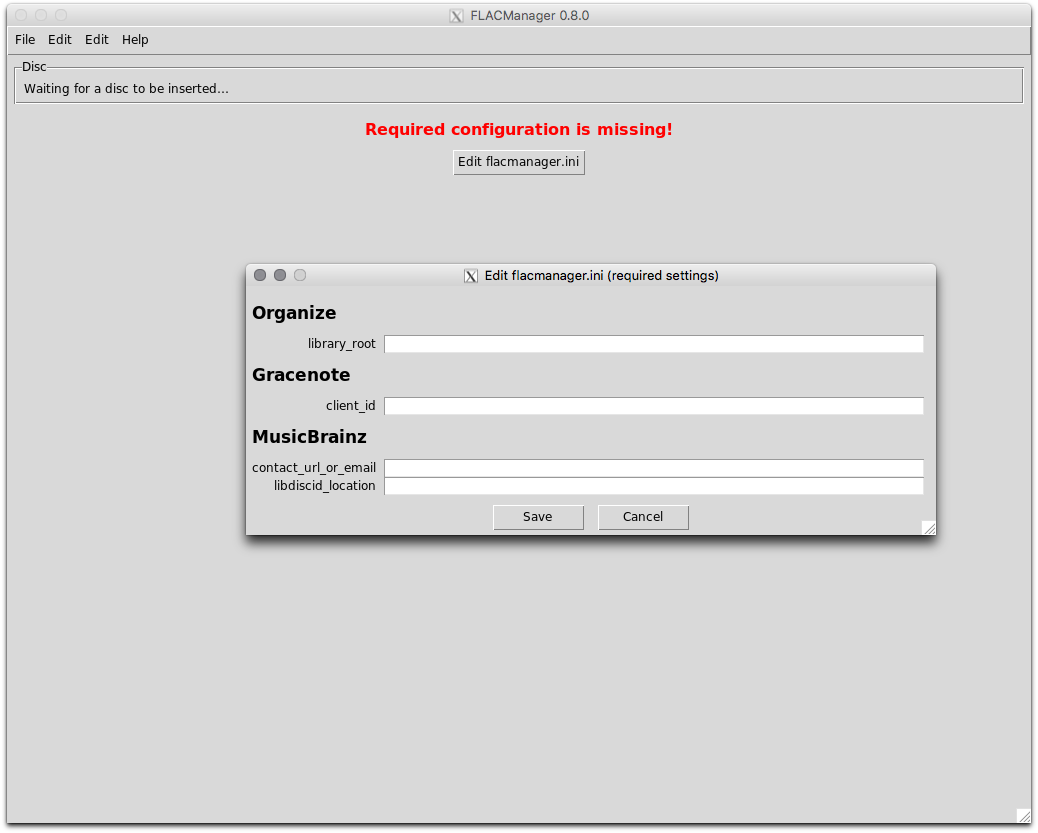 FLACManager 0.8.0
File Edit Edit Help
Disc
Waiting for a disc to be inserted...
Required configuration is missing!
Edit flacmanager.ini
Edit flacmanager.ini (required settings)
Organize
library_root
Gracenote
client_id
MusicBrainz
contact_url_or_email
libdiscid_location
Save Cancel